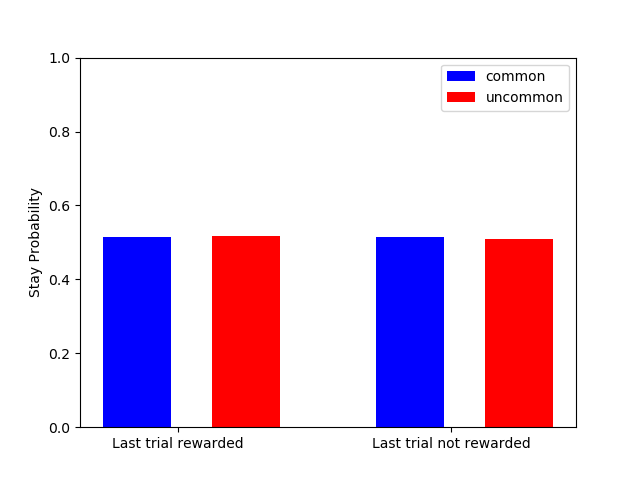 common
uncommon
Stay Probability
1.0
0.8
0.6
0.4
0.2
0.0
Last trial rewarded
Last trial not rewarded